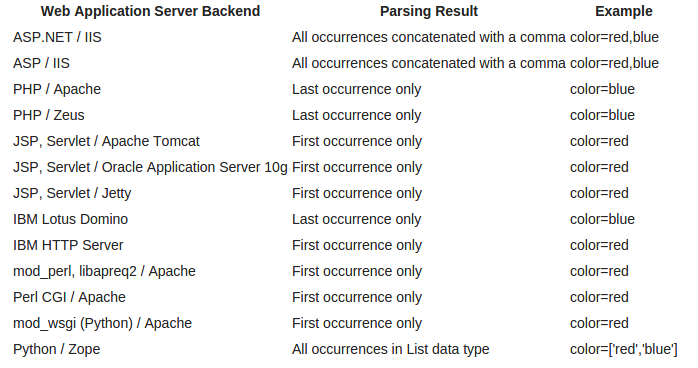 Web Application Server Backend Parsing Result Example
ASP.NET / IIS All occurrences concatenated with a comma color=red,blue
ASP / IIS All occurrences concatenated with a comma color=red,blue
PHP / Apache Last occurrence only color=blue
PHP / Zeus Last occurrence only color=blue
JSP, Servlet / Apache Tomcat First occurrence only color=red
JSP, Servlet / Oracle Application Server 10g First occurrence only color=red
JSP, Servlet / Jetty First occurrence only color=red
IBM Lotus Domino Last occurrence only color=blue
IBM HTTP Server First occurrence only color=red
mod_perl, libapreq2 / Apache First occurrence only color=red
Perl CGI / Apache First occurrence only color=red
mod_wsgi (Python) / Apache First occurrence only color=red
Python / Zope All occurrences in List data type color=['red','blue']